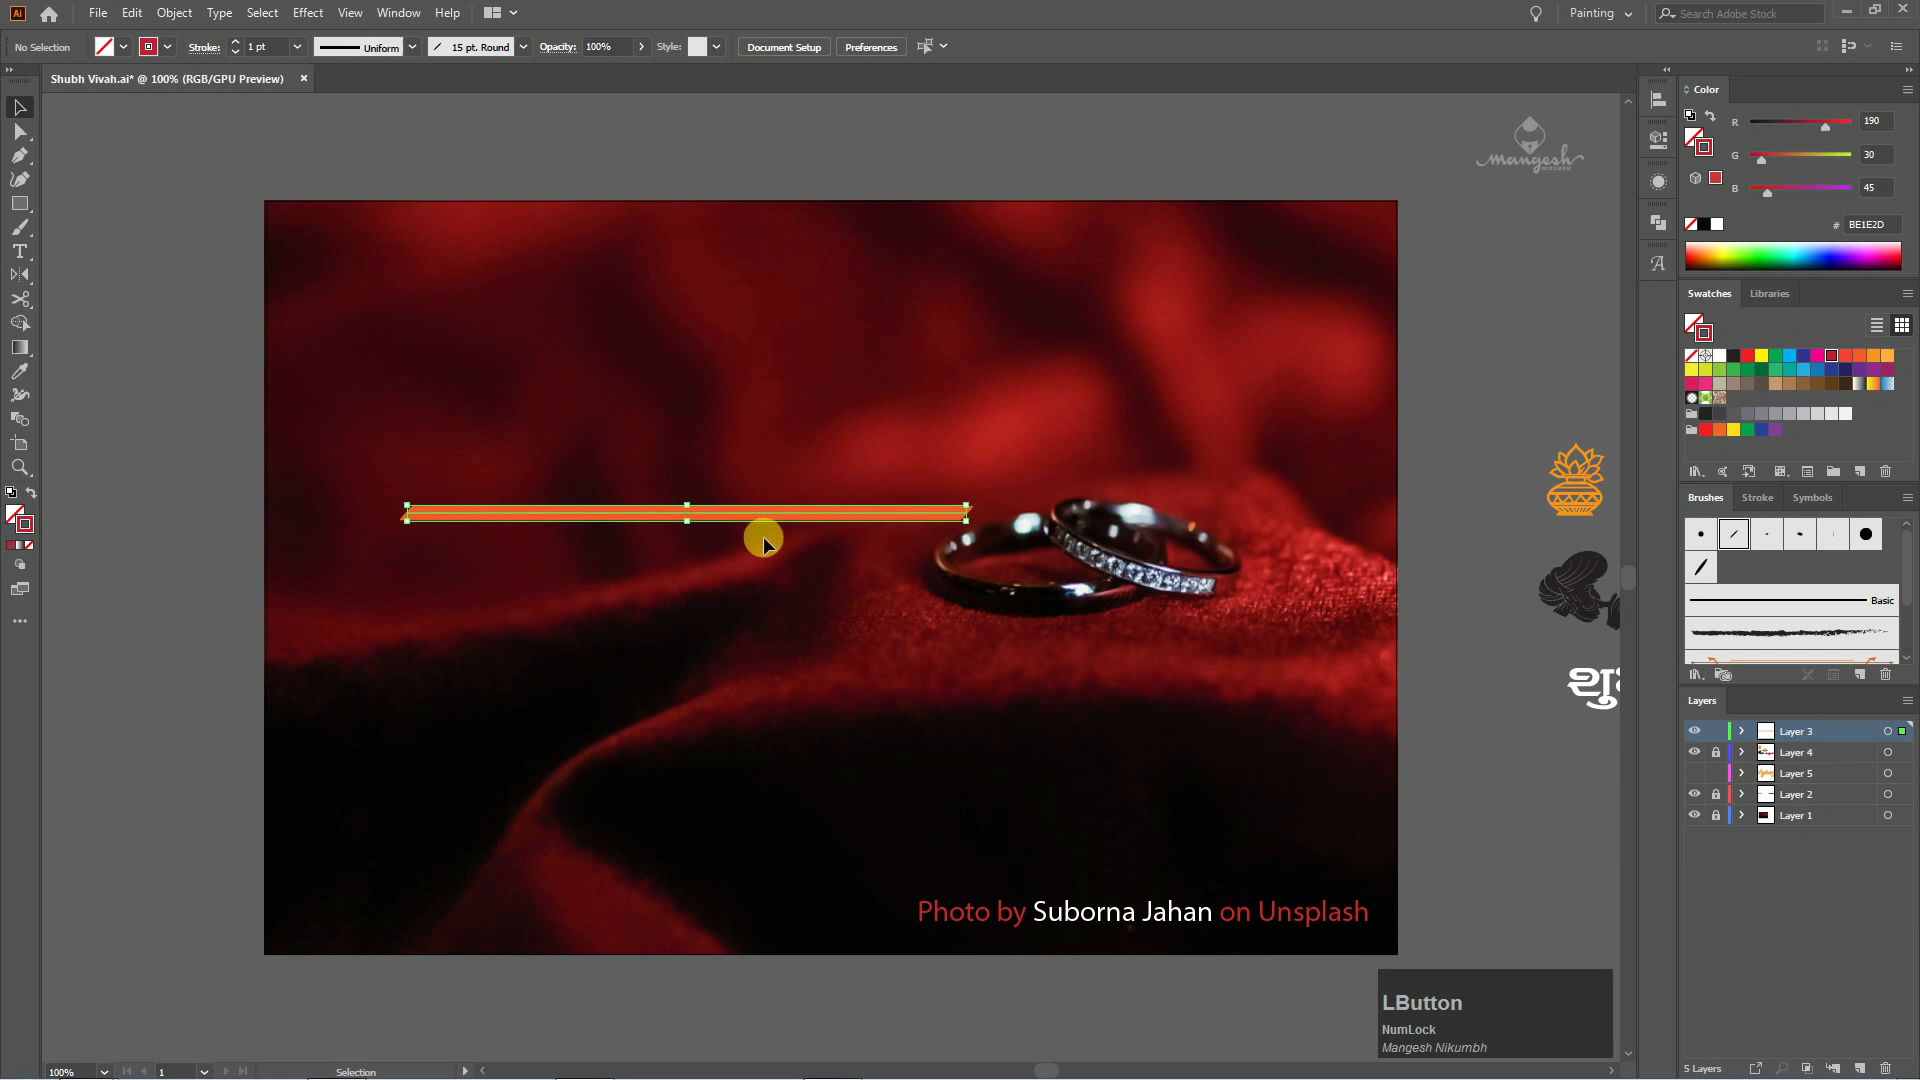 Ai File Edit Object Type Select Effect View Window Help Painting Search Adobe Stock
No Selection Stroke: 1 pt Uniform 15 pt. Round Opacity: 100% Style: Document Setup Preferences
Shubh Vivah.ai* @ 100% (RGB/GPU Preview)
Color
R 190
G 30
B 45
# BE1E2D
Swatches Libraries
Brushes Stroke Symbols
Basic
Layers
Layer 3
Layer 4
Layer 5
Layer 2
Layer 1
5 Layers
mangesh
NIKUMBH
Photo by Suborna Jahan on Unsplash
LButton
NumLock
Mangesh Nikumbh
100% 1 Selection